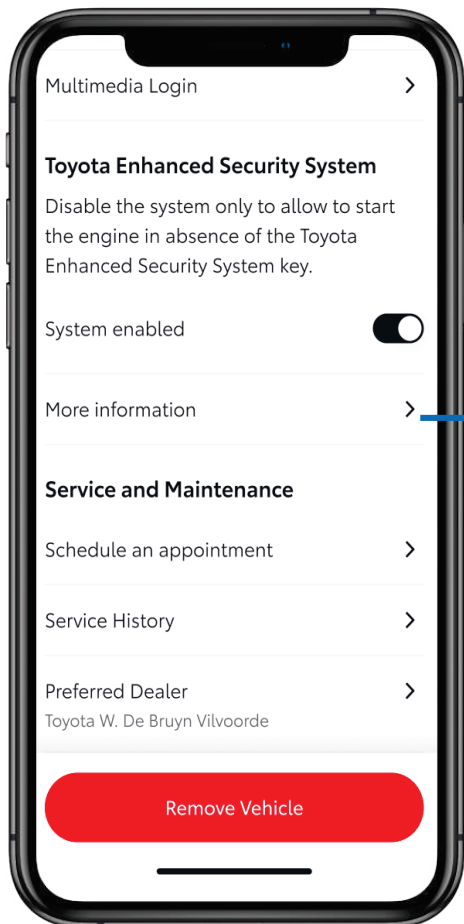 Multimedia Login
Toyota Enhanced Security System
Disable the system only to allow to start
the engine in absence of the Toyota
Enhanced Security System key.
System enabled
More information
Service and Maintenance
Schedule an appointment
Service History
Preferred Dealer
Toyota W. De Bruyn Vilvoorde
Remove Vehicle